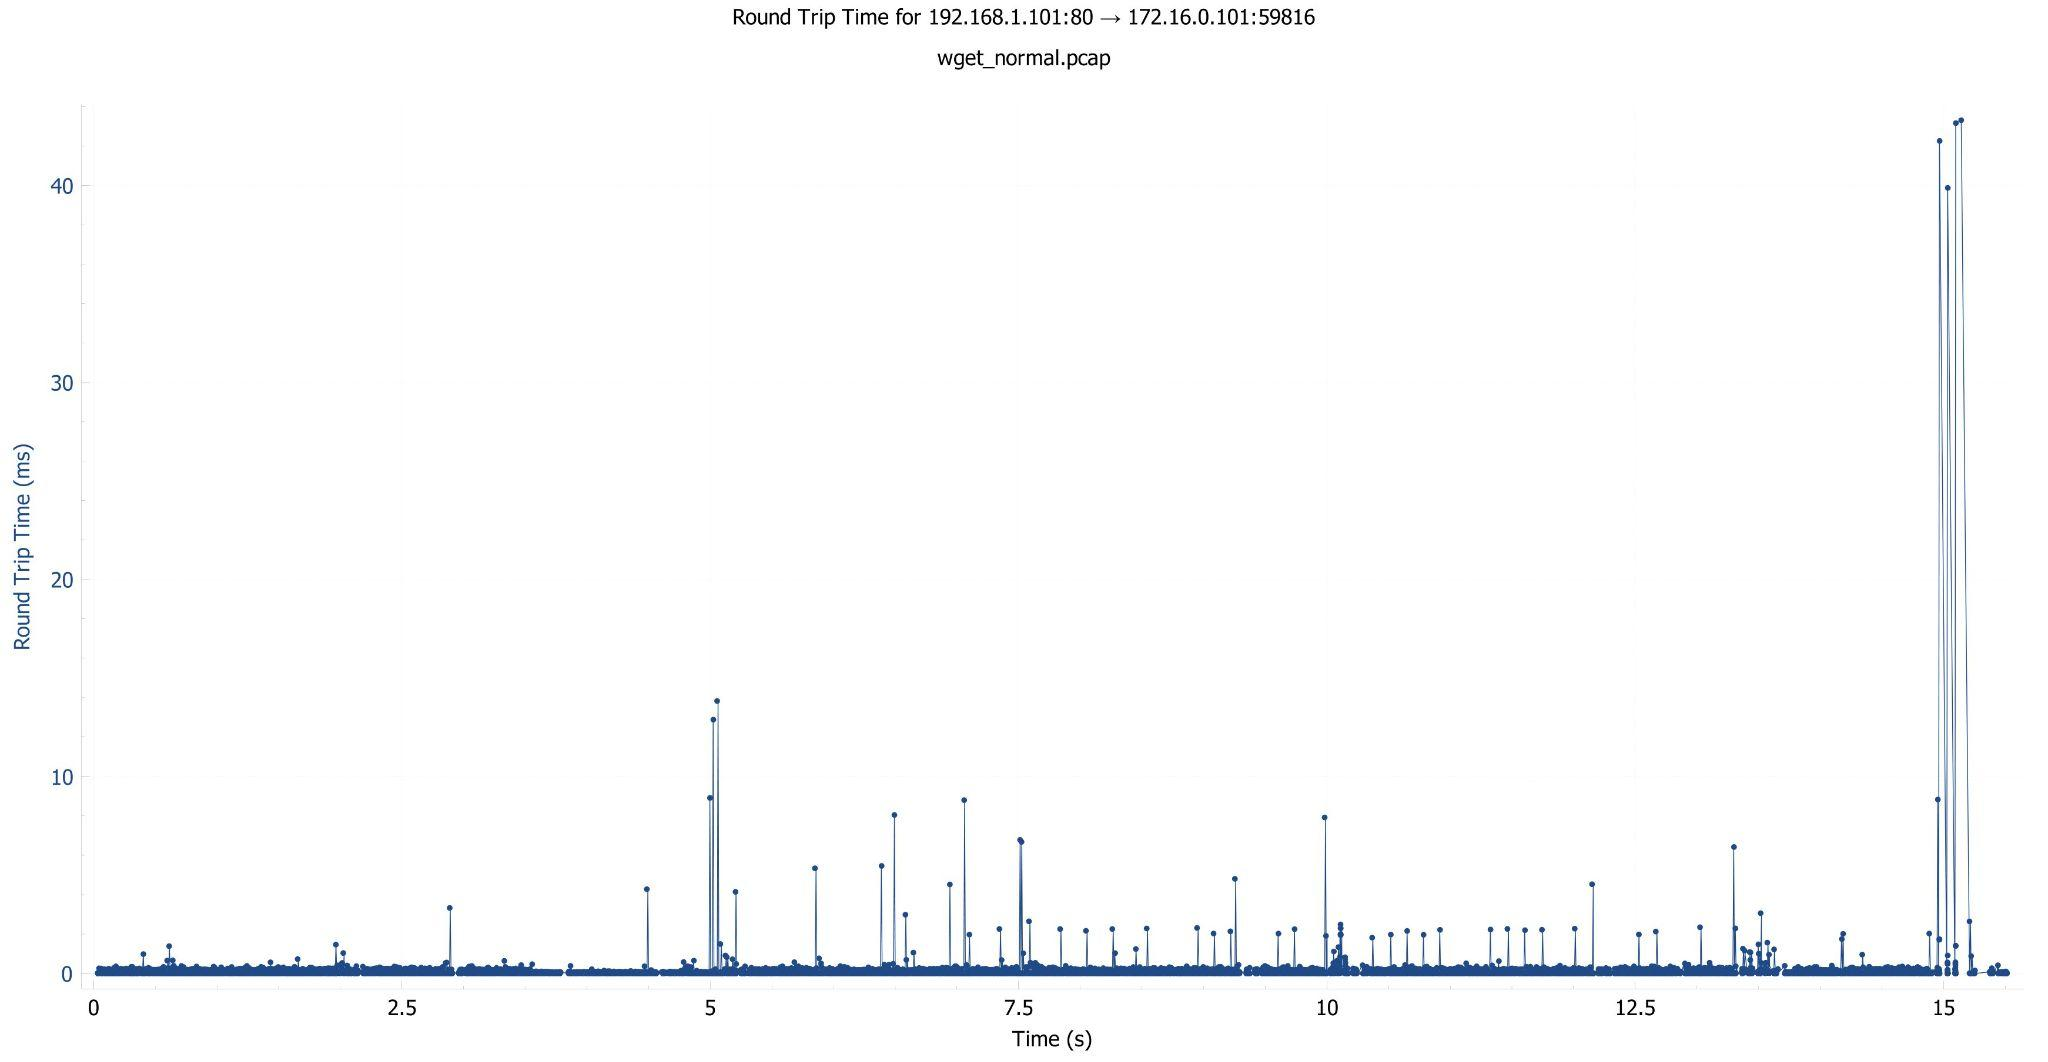 Round Trip Time for 192.168.1.101:80 → 172.16.0.101:59816
wget_normal.pcap
Round Trip Time (ms)
40
30
20
10
0
0 2.5 5 7.5 10 12.5 15
Time (s)